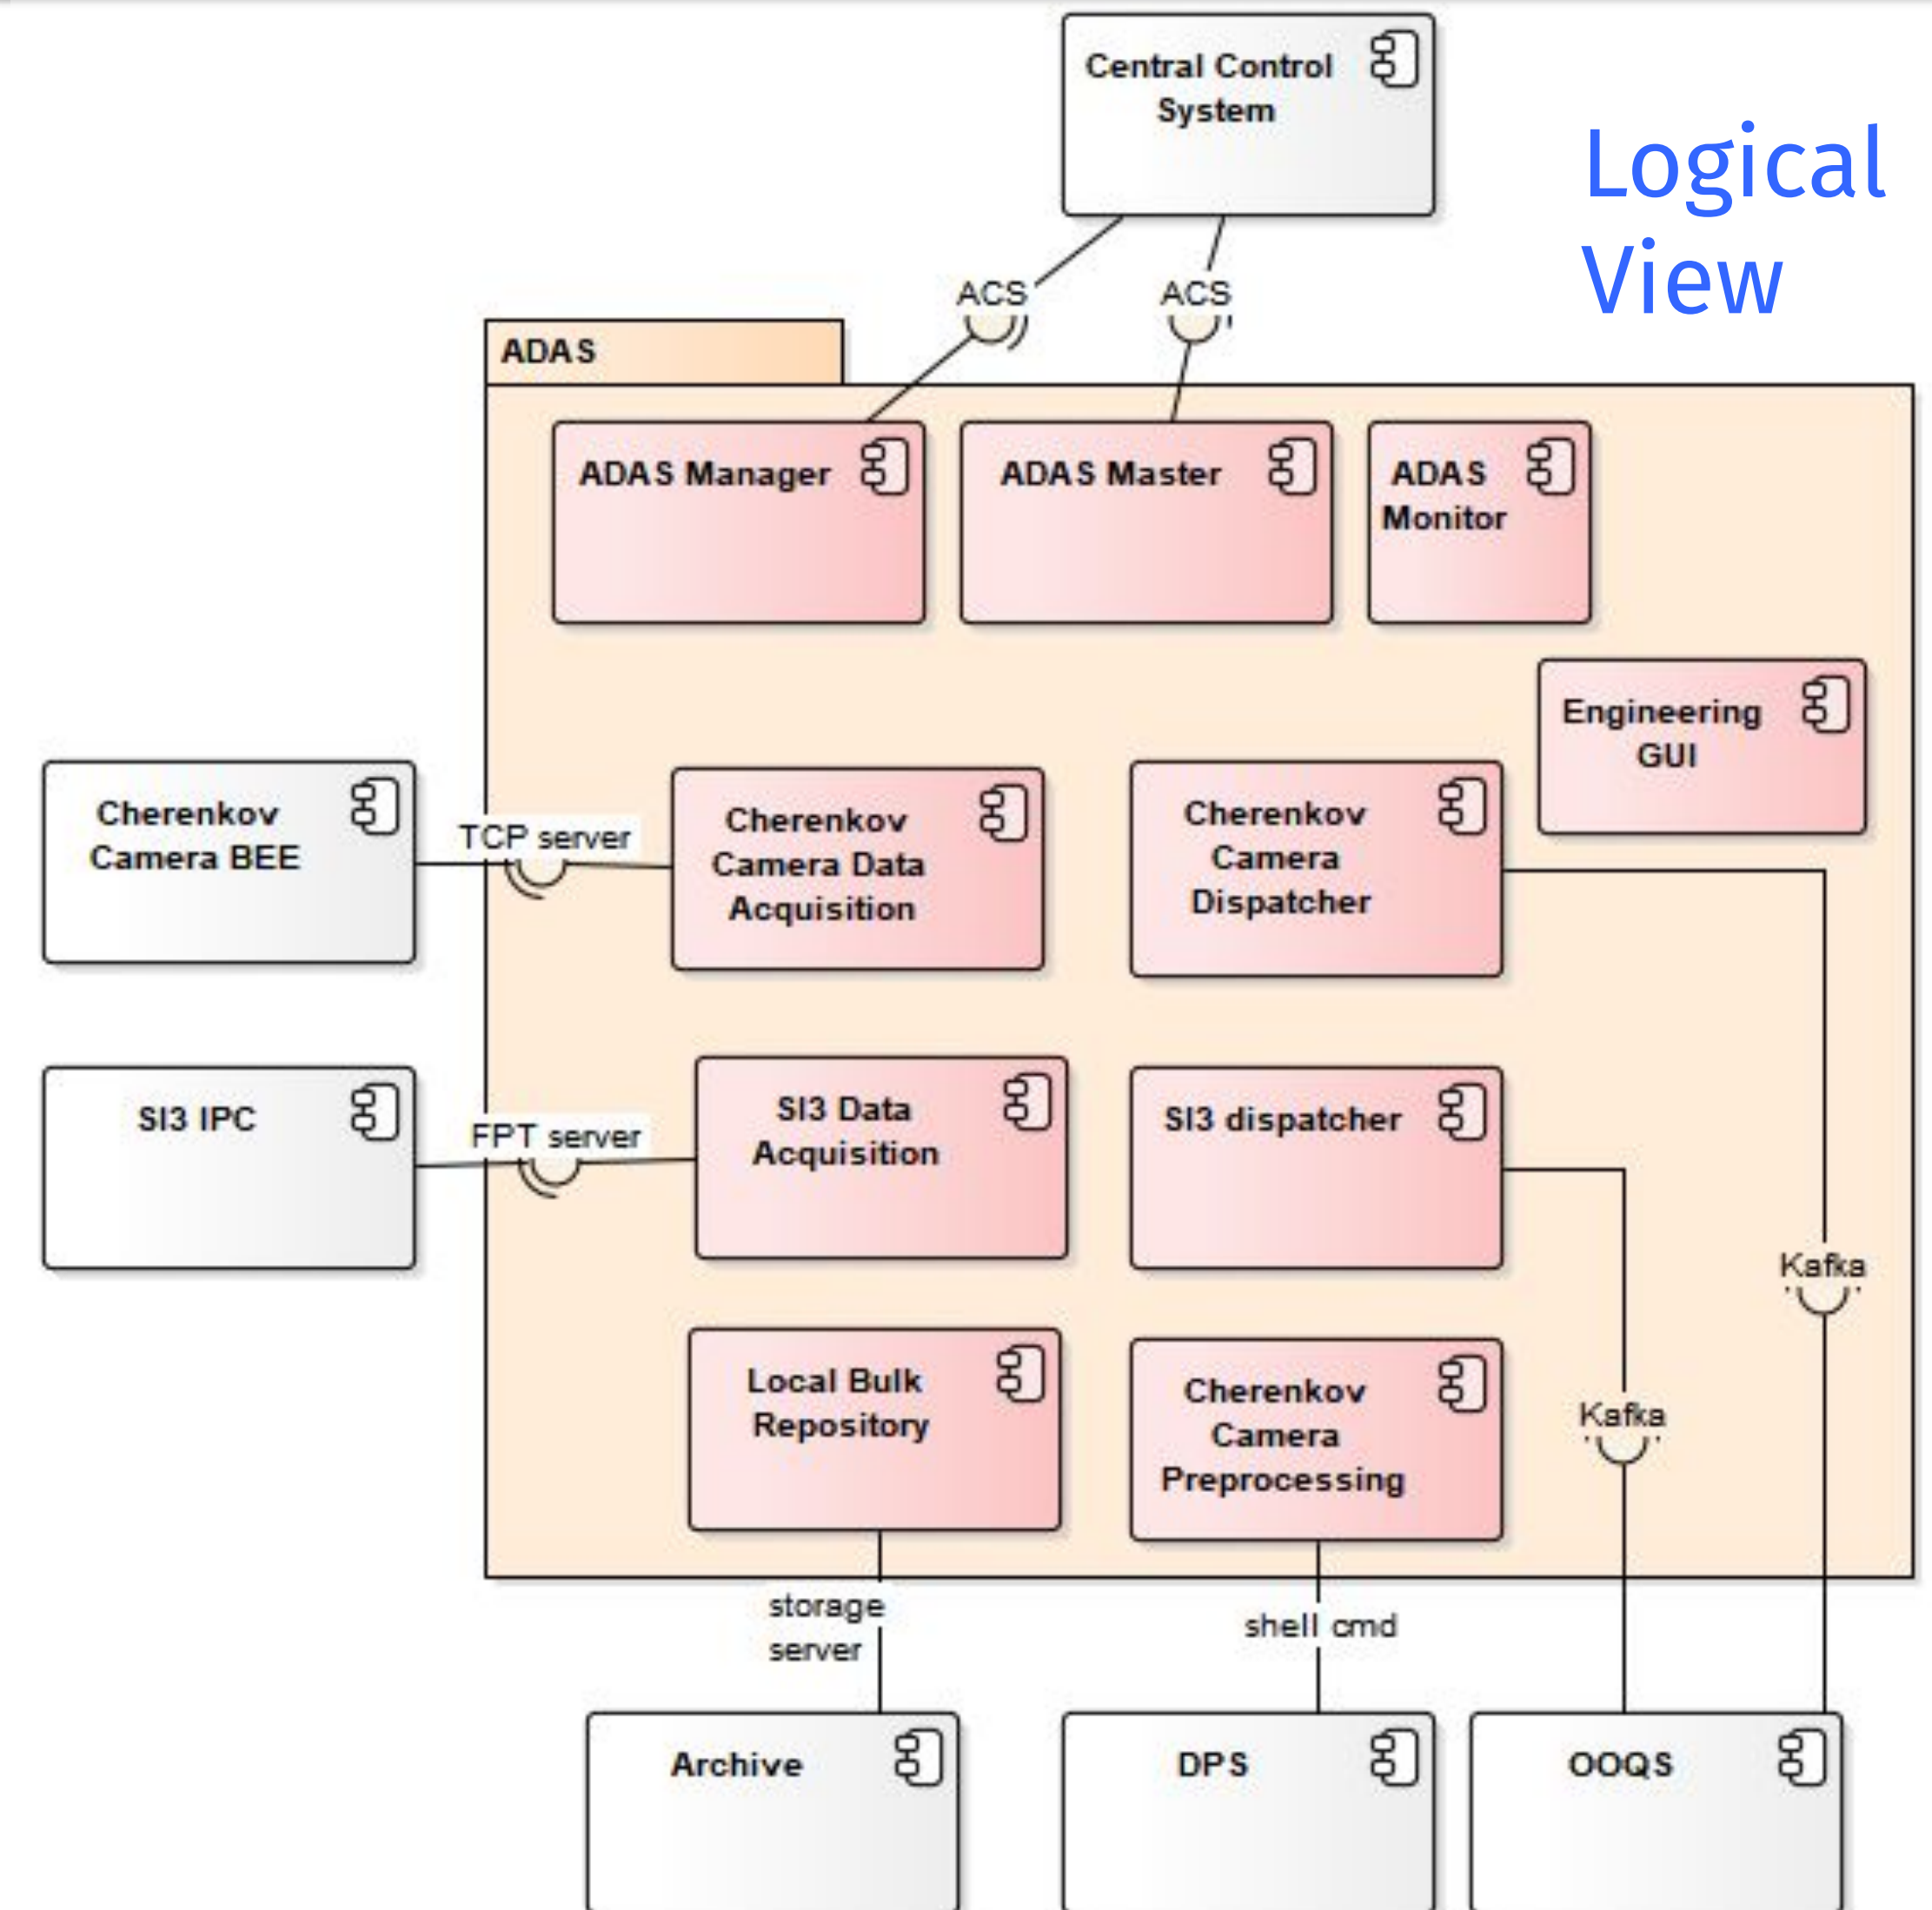 Central Control
System
Logical
View
ACS
ACS
ADAS
ADAS Manager
ADAS Master
ADAS
Monitor
Engineering
GUI
Cherenkov
Camera BEE
TCP server
Cherenkov
Camera Data
Acquisition
Cherenkov
Camera
Dispatcher
SI3 IPC
FPT server
SI3 Data
Acquisition
SI3 dispatcher
Kafka
Local Bulk
Repository
Cherenkov
Camera
Preprocessing
Kafka
storage
server
shell cmd
Archive
DPS
OOQS